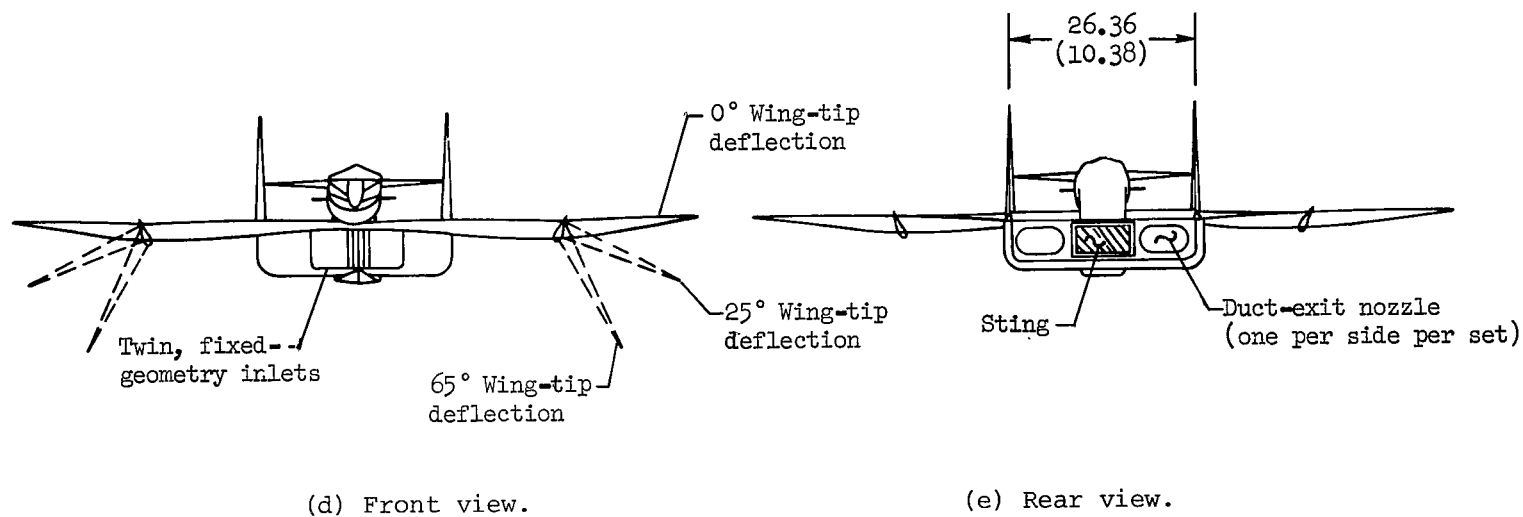 26.36
(10.38)
0° Wing-tip
deflection
25° Wing-tip
deflection
65° Wing-tip
deflection
Twin, fixed-
geometry inlets
Sting
Duct-exit nozzle
(one per side per set)
(d) Front view.
(e) Rear view.